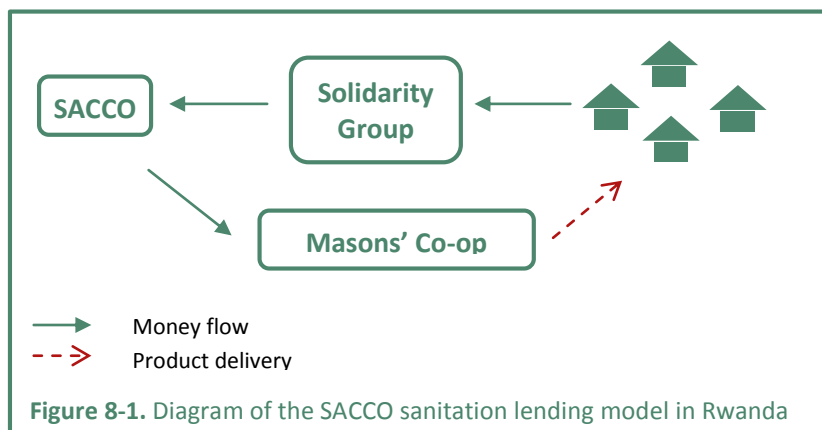 SACCO
Solidarity
Group
Masons’ Co-op
Money flow
Product delivery
Figure 8-1. Diagram of the SACCO sanitation lending model in Rwanda